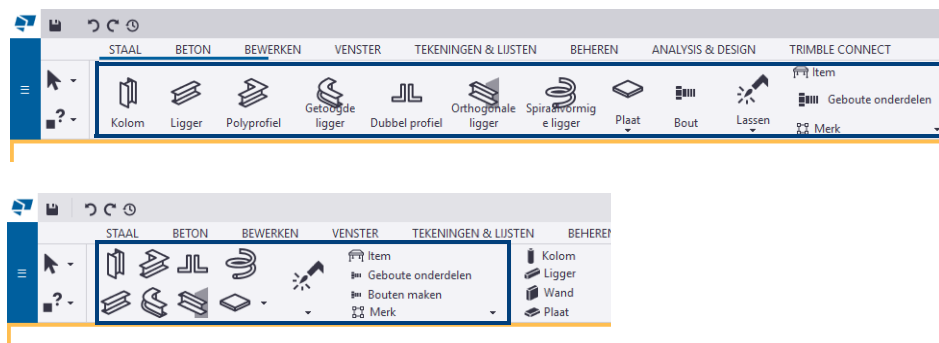 STAAL BETON BEWERKEN VENSTER TEKENINGEN & LIJSTEN BEHEREN ANALYSIS & DESIGN TRIMBLE CONNECT
Item
Geboute onderdelen
Getoogde Orthogonale Spiraalvormig
Kolom Ligger Polyprofiel ligger Dubbel profiel ligger e ligger Plaat Bout Lassen
?
Merk
STAAL BETON BEWERKEN VENSTER TEKENINGEN & LIJSTEN BEHEREN
Item Kolom
Geboute onderdelen Ligger
? Bouten maken Wand
Merk Plaat